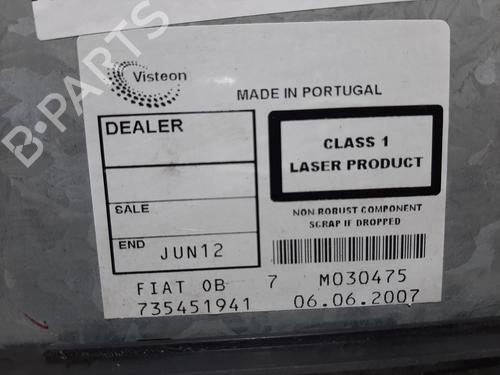 B-PARTS
Visteon
MADE IN PORTUGAL
DEALER
CLASS 1
LASER PRODUCT
SALE
NON ROBUST COMPONENT
SCRAP IF DROPPED
END JUN12
FIAT OB 7 M030475
735451941 06.06.2007